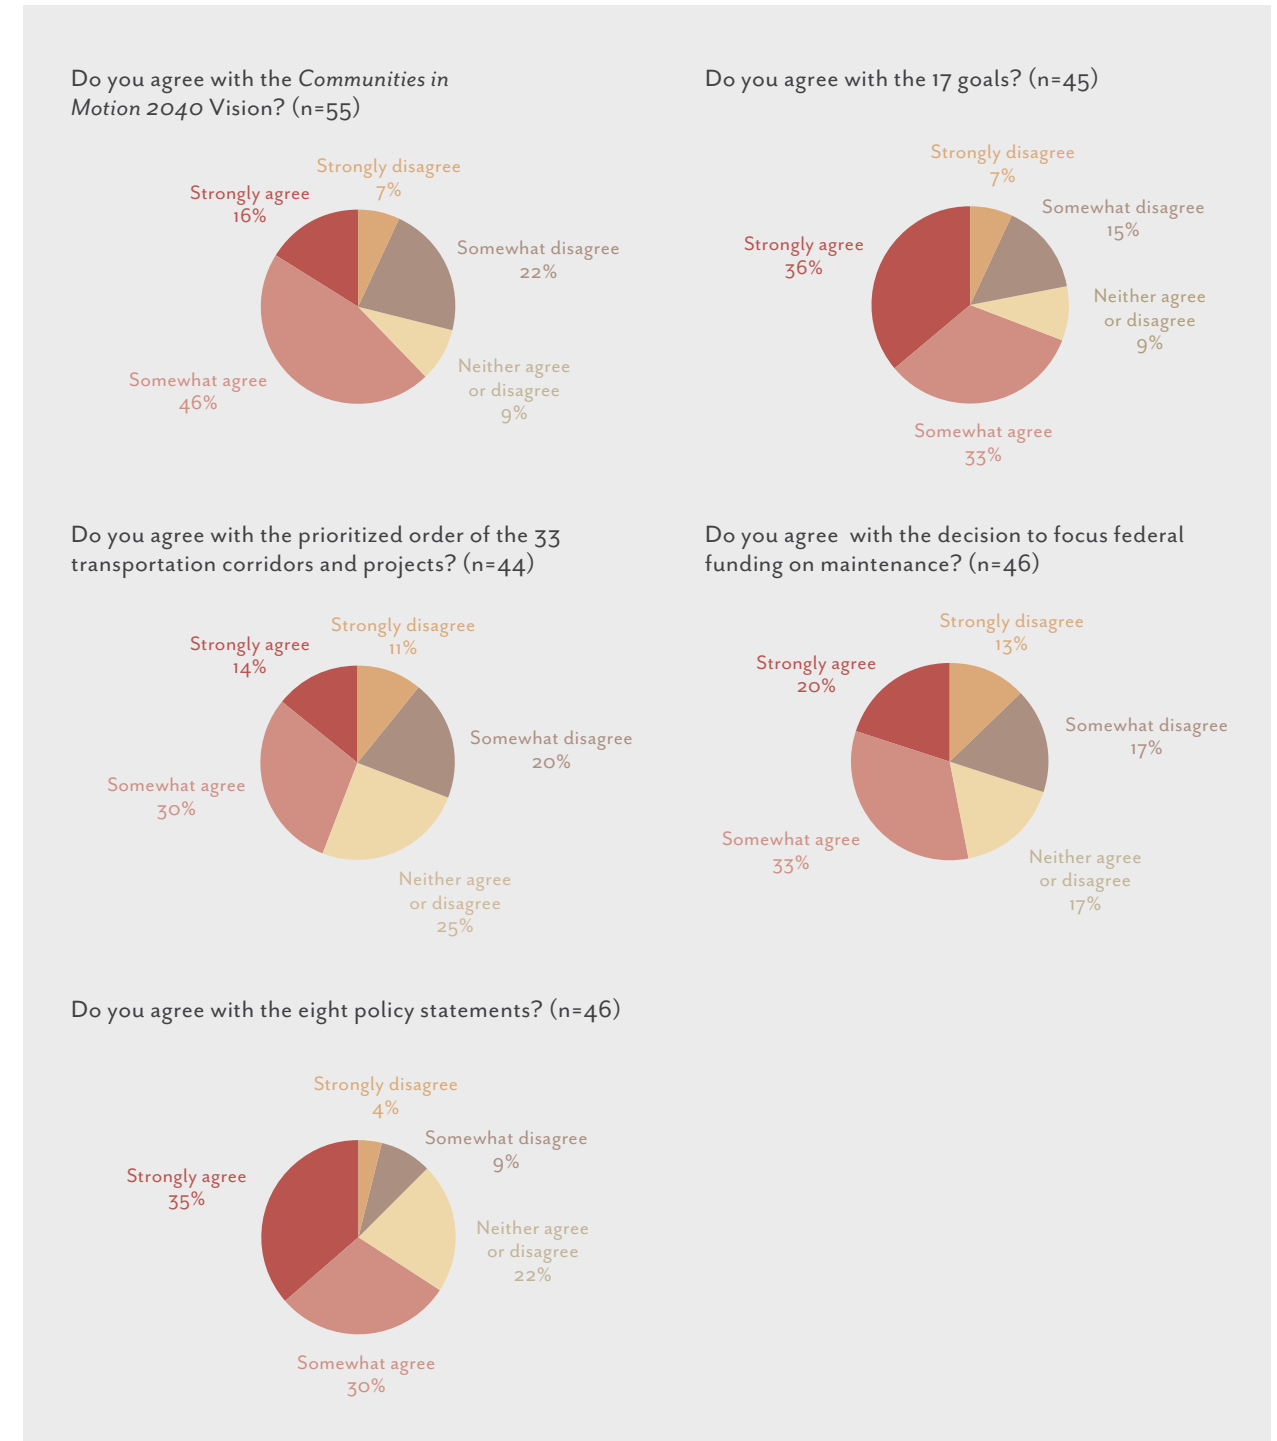 Do you agree with the Communities in
Motion 2040 Vision? (n=55)
Strongly disagree
7%
Strongly agree
16%
Somewhat disagree
22%
Neither agree
or disagree
9%
Somewhat agree
46%
Do you agree with the 17 goals? (n=45)
Strongly disagree
7%
Somewhat disagree
15%
Strongly agree
36%
Neither agree
or disagree
9%
Somewhat agree
33%
Do you agree with the prioritized order of the 33
transportation corridors and projects? (n=44)
Strongly disagree
11%
Strongly agree
14%
Somewhat disagree
20%
Somewhat agree
30%
Neither agree
or disagree
25%
Do you agree  with the decision to focus federal
funding on maintenance? (n=46)
Strongly disagree
13%
Strongly agree
20%
Somewhat disagree
17%
Somewhat agree
33%
Neither agree
or disagree
17%
Do you agree with the eight policy statements? (n=46)
Strongly disagree
4%
Somewhat disagree
9%
Strongly agree
35%
Neither agree
or disagree
22%
Somewhat agree
30%